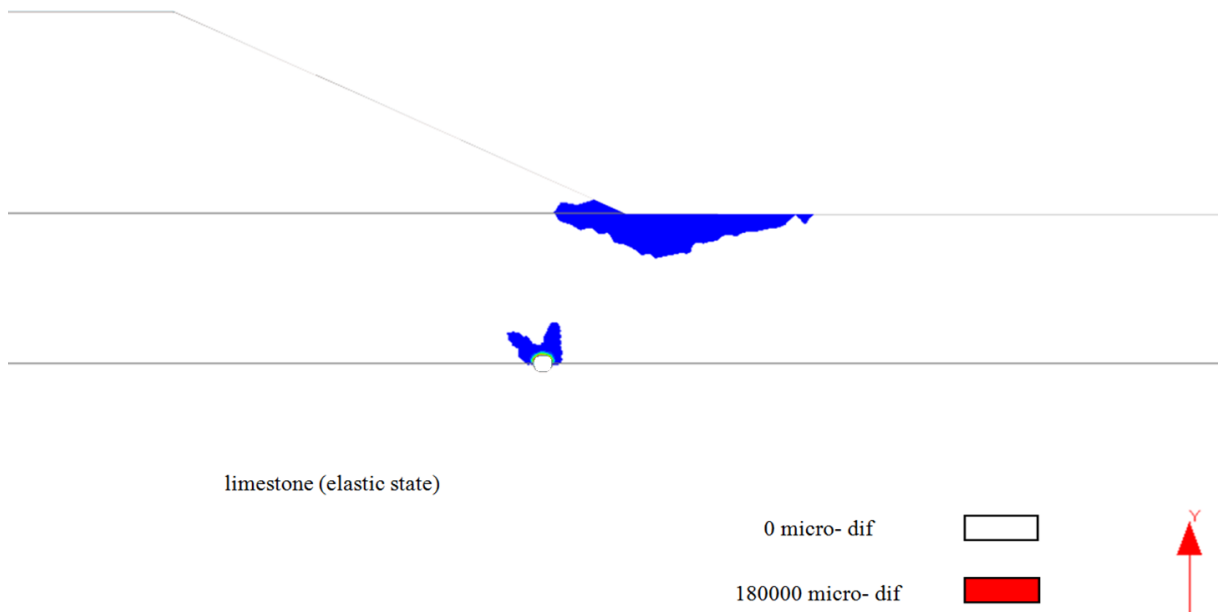 limestone (elastic state)
0 micro- dif
Y
180000 micro- dif